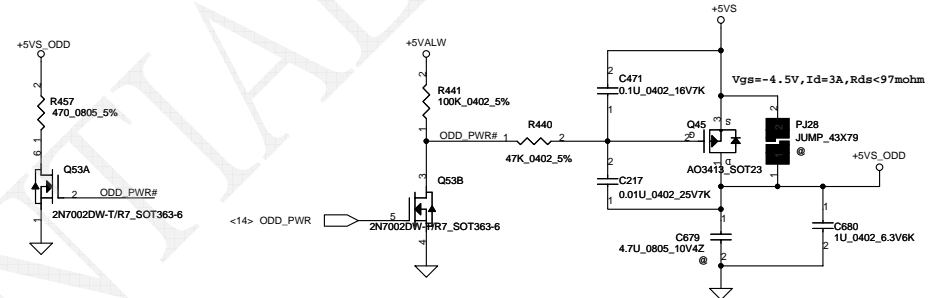 +5VS
+5VS_ODD
+5VALW
2
R457
470_0805_5%
1
6
Q53A
2
ODD_PWR#
1
2N7002DW-T/R7_SOT363-6
2
R441
100K_0402_5%
1
ODD_PWR#
1
R440
2
47K_0402_5%
3
Q53B
<14> ODD_PWR
5
2N7002DW-T/R7_SOT363-6
4
2
C471
0.1U_0402_16V7K
1
2
C217
0.01U_0402_25V7K
1
Vgs=-4.5V,Id=3A,Rds<97mohm
Q45
3
S
2
G
D
1
AO3413_SOT23
2
PJ28
JUMP_43X79
@
1
+5VS_ODD
1
C679
4.7U_0805_10V4Z
@
2
1
C680
1U_0402_6.3V6K
2